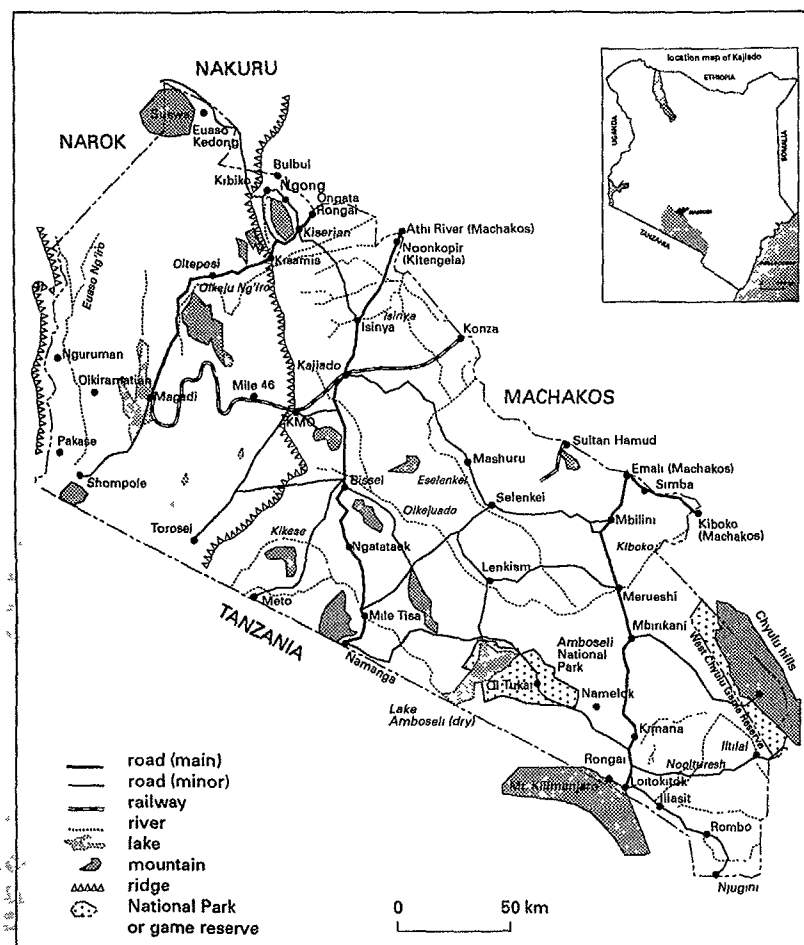 NAKURU
location map of Kajiado
ETHIOPIA
UGANDA
SOMALIA
NAIROBI
TANZANIA
Suswa
Euaso
Kedong
NAROK
Bulbul
Kibiko
Ngong
Ongata
Rongai
Kiserian
Athi River (Machakos)
Noonkopir
(Kitengela)
Euaso Ng'iro
Olteposi
Kisamis
Olkeju Ng'iro
Isinya
Isinya
Konza
Nguruman
Olkiramatian
Magadi
Mile 46
Kajiado
KMQ
MACHAKOS
Pakase
Shompole
Mashuru
Sultan Hamud
Emali (Machakos)
Simba
Bissel
Eselenkei
Selenkei
Olkejuado
Mbilini
Kiboko
(Machakos)
Torosei
Kikese
Ngatataek
Kiboko
Lenkism
Merueshi
Meto
Mile Tisa
Mbirikani
TANZANIA
Namanga
Amboseli
National
Park
Chyulu hills
West Chyulu Game Reserve
Ol Tukai
Namelok
Lake
Amboseli (dry)
Kimana
Iltilal
Noolturesh
Rongai
Mt. Kilimanjaro
Loitokitok
Iliasit
Rombo
Njugini
road (main)
road (minor)
railway
river
lake
mountain
ridge
National Park
or game reserve
0 50 km